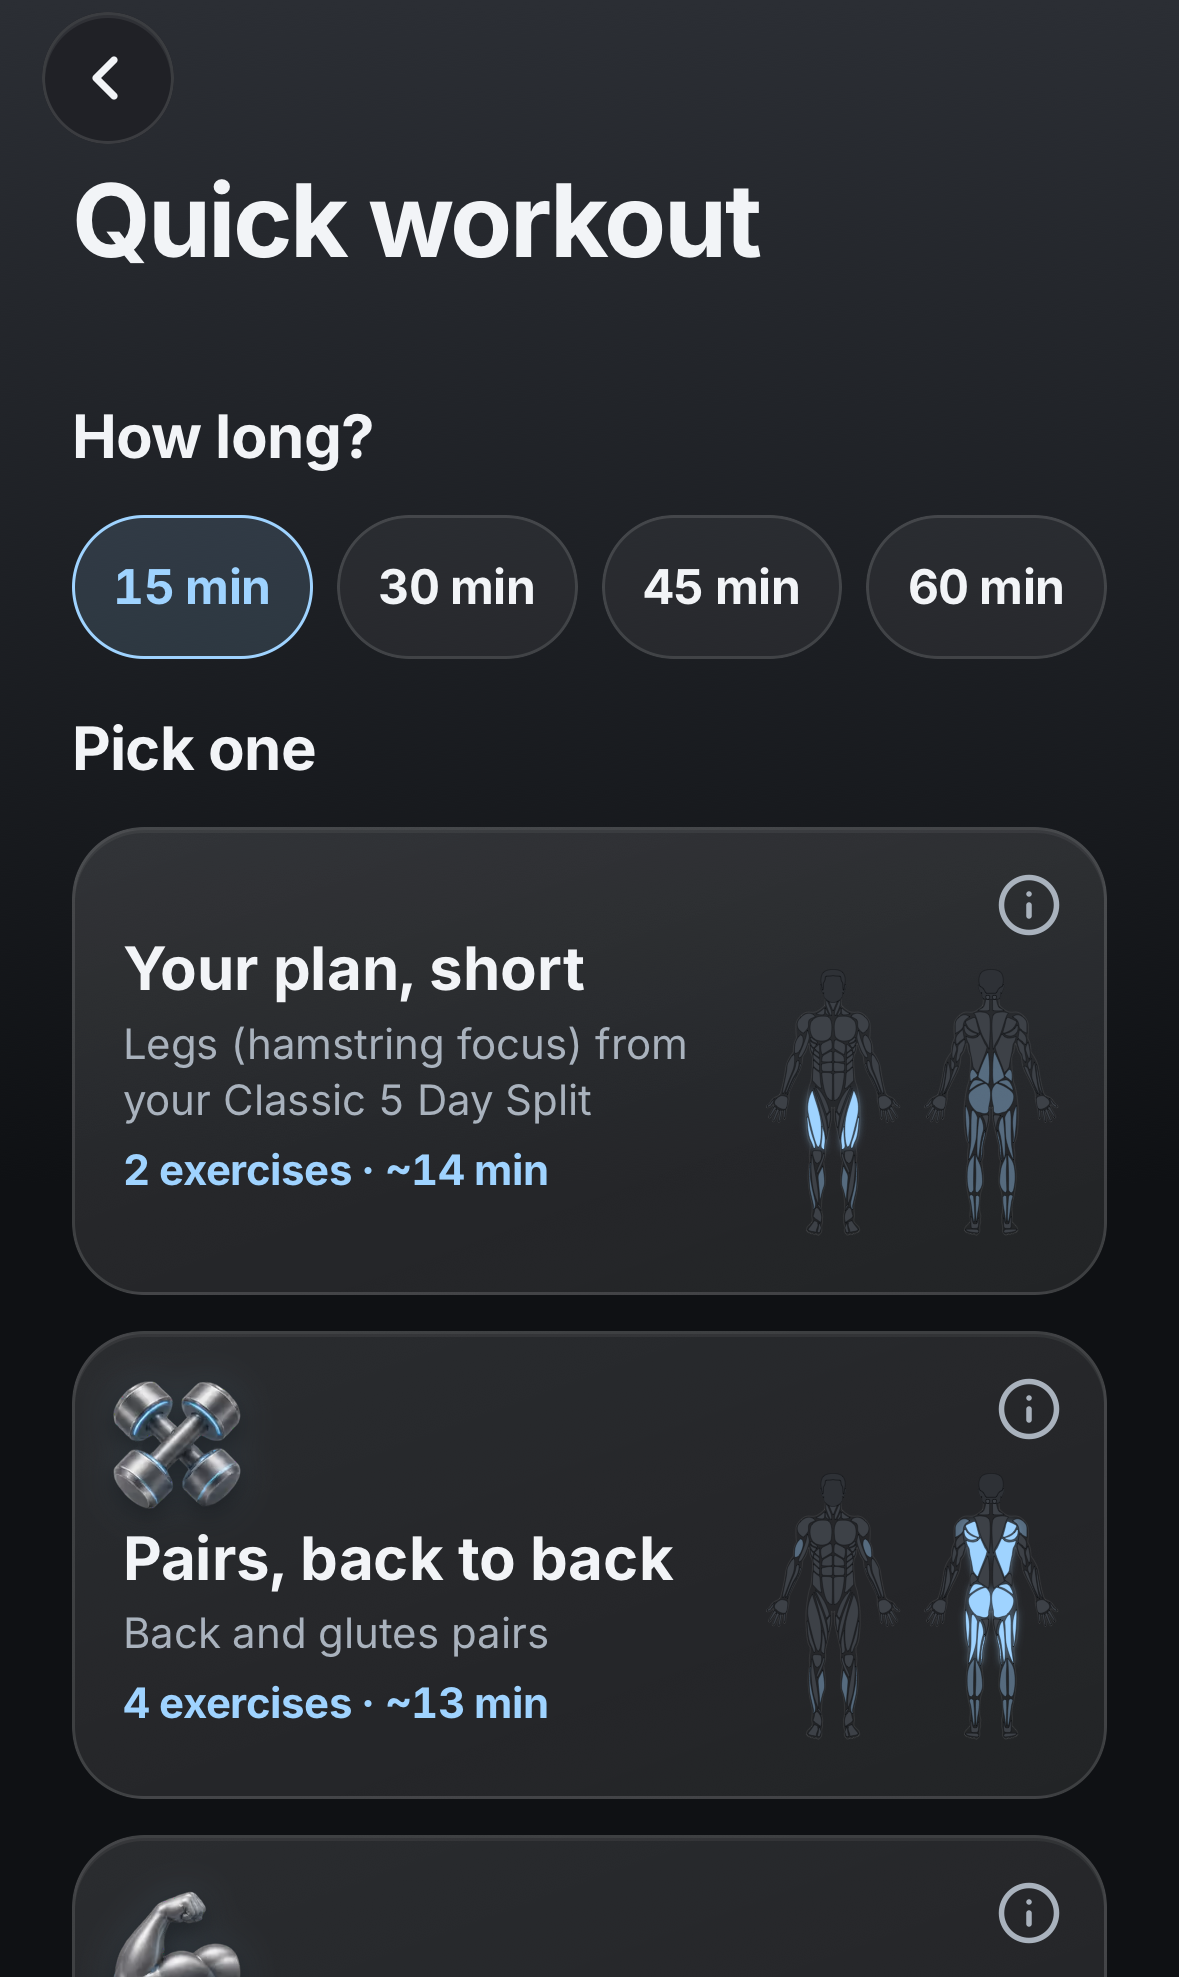 Quick workout
How long?
15 min
30 min
45 min
60 min
Pick one
Your plan, short
Legs (hamstring focus) from
your Classic 5 Day Split
2 exercises · ~14 min
Pairs, back to back
Back and glutes pairs
4 exercises · ~13 min